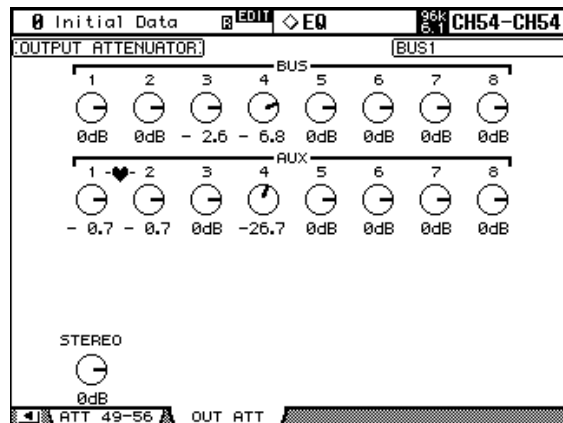 0 Initial Data R EDIT ◇EQ 96k 6.1 CH54-CH54
OUTPUT ATTENUATOR BUS1
BUS
1 2 3 4 5 6 7 8
0dB 0dB - 2.6 - 6.8 0dB 0dB 0dB 0dB
AUX
1 -♥- 2 3 4 5 6 7 8
- 0.7 - 0.7 0dB -26.7 0dB 0dB 0dB 0dB
STEREO
0dB
ATT 49-56 OUT ATT